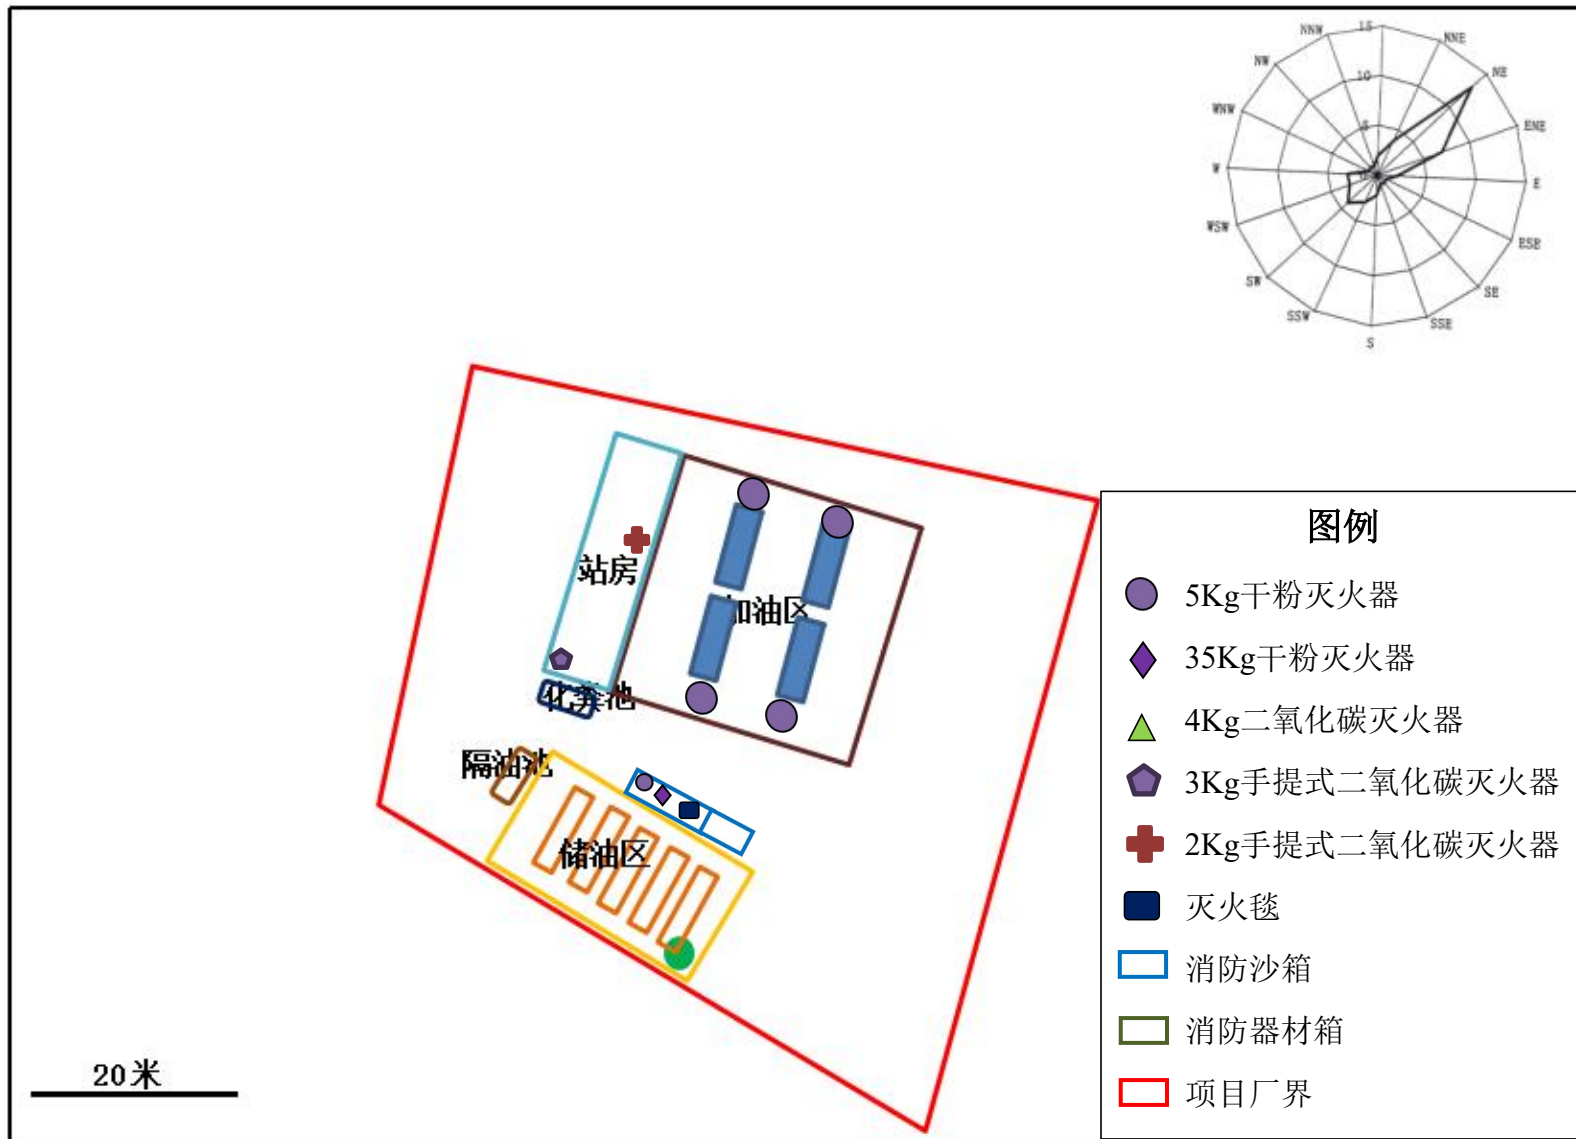 15
NNW
NNE
NW
NE
10
WNW
ENE
5
W
0
E
WSW
ESE
SW
SE
SSW
SSE
S
站房
加油区
化粪池
隔油池
储油区
20米
图例
5Kg干粉灭火器
35Kg干粉灭火器
4Kg二氧化碳灭火器
3Kg手提式二氧化碳灭火器
2Kg手提式二氧化碳灭火器
灭火毯
消防沙箱
消防器材箱
项目厂界